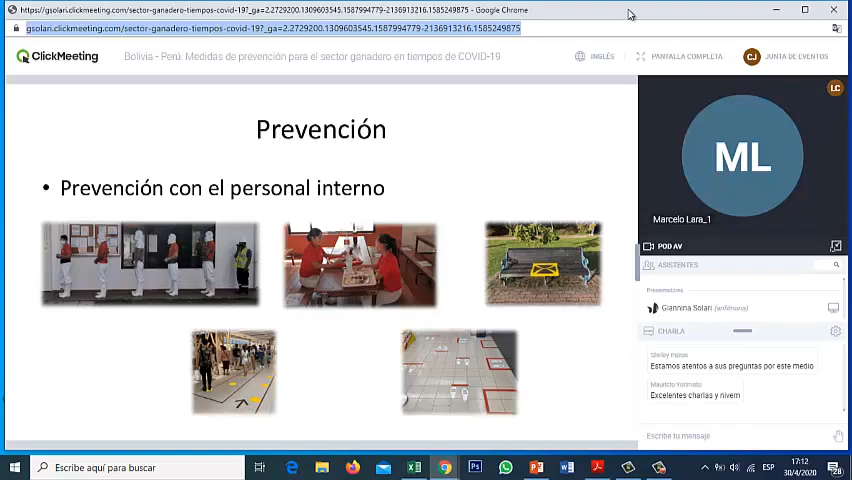 https://gsolari.clickmeeting.com/sector-ganadero-tiempos-covid-19?_ga=2.2729200.1309603545.1587994779-2136913216.1585249875 - Google Chrome
gsolari.clickmeeting.com/sector-ganadero-tiempos-covid-19?_ga=2.2729200.1309603545.1587994779-2136913216.1585249875
ClickMeeting
Bolivia - Perú: Medidas de prevención para el sector ganadero en tiempos de COVID-19
INGLÉS
PANTALLA COMPLETA
CJ
JUNTA DE EVENTOS
Prevención
• Prevención con el personal interno
LC
ML
Marcelo Lara_1
POD AV
ASISTENTES
Presentadores
Giannina Solari (anfitriona)
CHARLA
Shirley Pazos
Estamos atentos a sus preguntas por este medio
Mauricio Yorimoto
Excelentes charlas y nivem
Escribe tu mensaje
Escribe aquí para buscar
ESP
17:12
30/4/2020
28